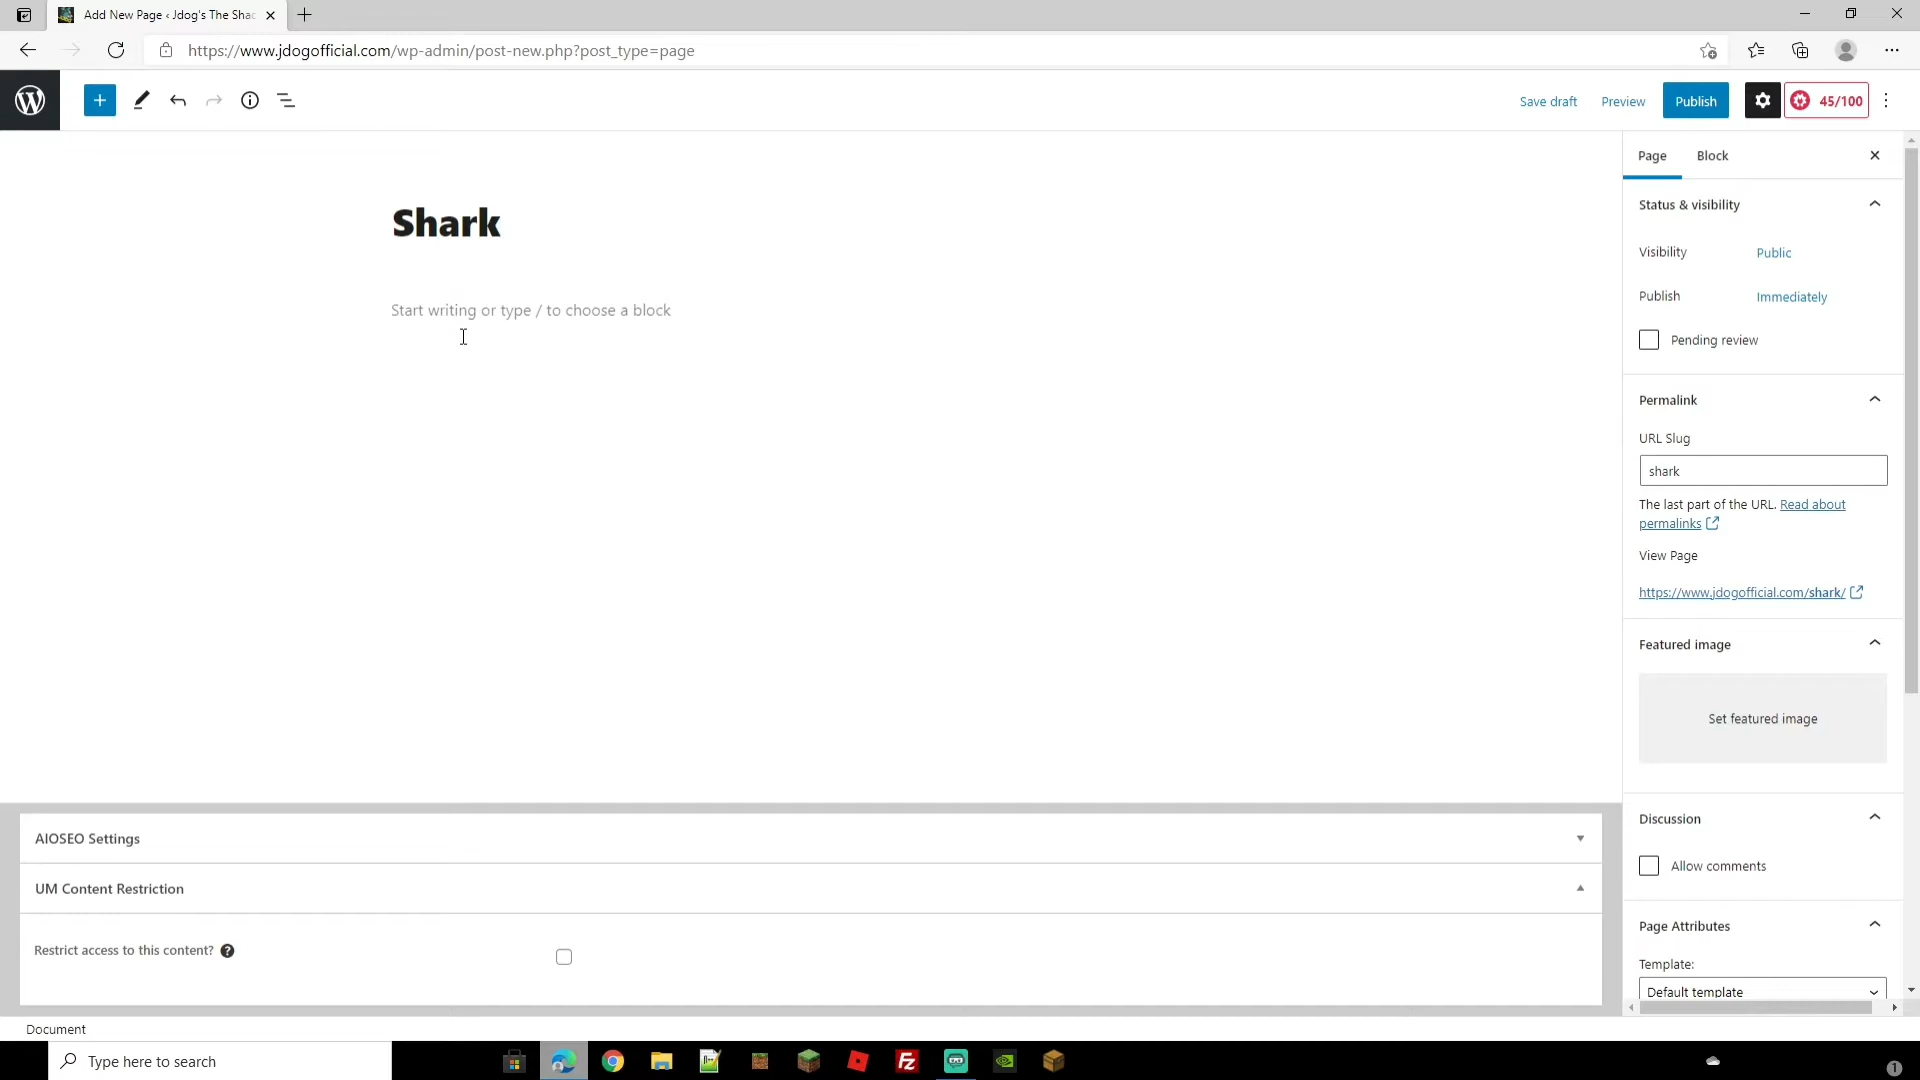 Add New Page ‹ Jdog's The Shac
https://www.jdogofficial.com/wp-admin/post-new.php?post_type=page
Save draft
Preview
Publish
45/100
Page
Block
Shark
Start writing or type / to choose a block
Status & visibility
Visibility
Public
Publish
Immediately
Pending review
Permalink
URL Slug
shark
The last part of the URL. Read about
permalinks
View Page
https://www.jdogofficial.com/shark/
Featured image
Set featured image
Discussion
Allow comments
Page Attributes
Template:
Default template
AIOSEO Settings
UM Content Restriction
Restrict access to this content?
Document
Type here to search
Fz
1